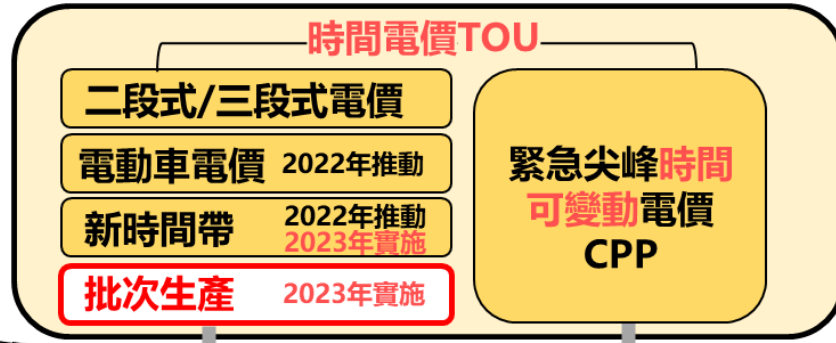 時間電價TOU
二段式/三段式電價
電動車電價 2022年推動
新時間帶 2022年推動
2023年實施
批次生產 2023年實施
緊急尖峰時間
可變動電價
CPP